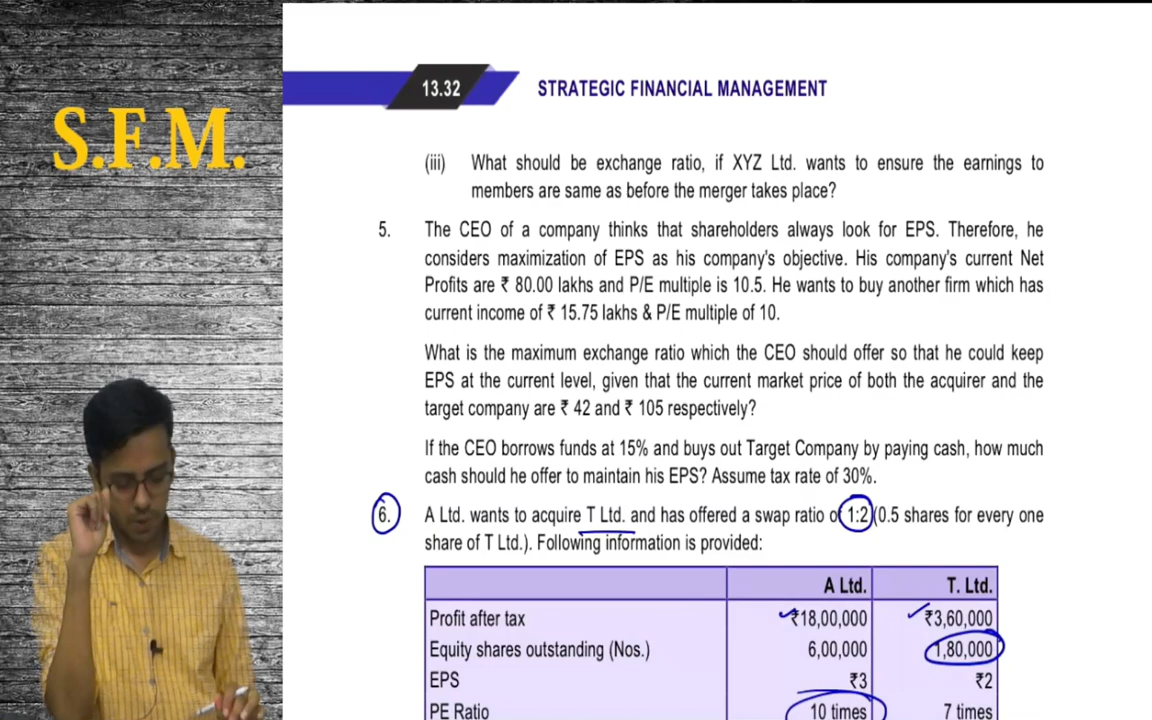 S.F.M.
13.32 STRATEGIC FINANCIAL MANAGEMENT
(iii) What should be exchange ratio, if XYZ Ltd. wants to ensure the earnings to
members are same as before the merger takes place?
5. The CEO of a company thinks that shareholders always look for EPS. Therefore, he
considers maximization of EPS as his company's objective. His company's current Net
Profits are ₹ 80.00 lakhs and P/E multiple is 10.5. He wants to buy another firm which has
current income of ₹ 15.75 lakhs & P/E multiple of 10.
What is the maximum exchange ratio which the CEO should offer so that he could keep
EPS at the current level, given that the current market price of both the acquirer and the
target company are ₹ 42 and ₹ 105 respectively?
If the CEO borrows funds at 15% and buys out Target Company by paying cash, how much
cash should he offer to maintain his EPS? Assume tax rate of 30%.
6. A Ltd. wants to acquire T Ltd. and has offered a swap ratio of 1:2 (0.5 shares for every one
share of T Ltd.). Following information is provided:
A Ltd. T. Ltd.
Profit after tax ₹18,00,000 ₹3,60,000
Equity shares outstanding (Nos.) 6,00,000 1,80,000
EPS ₹3 ₹2
PE Ratio 10 times 7 times